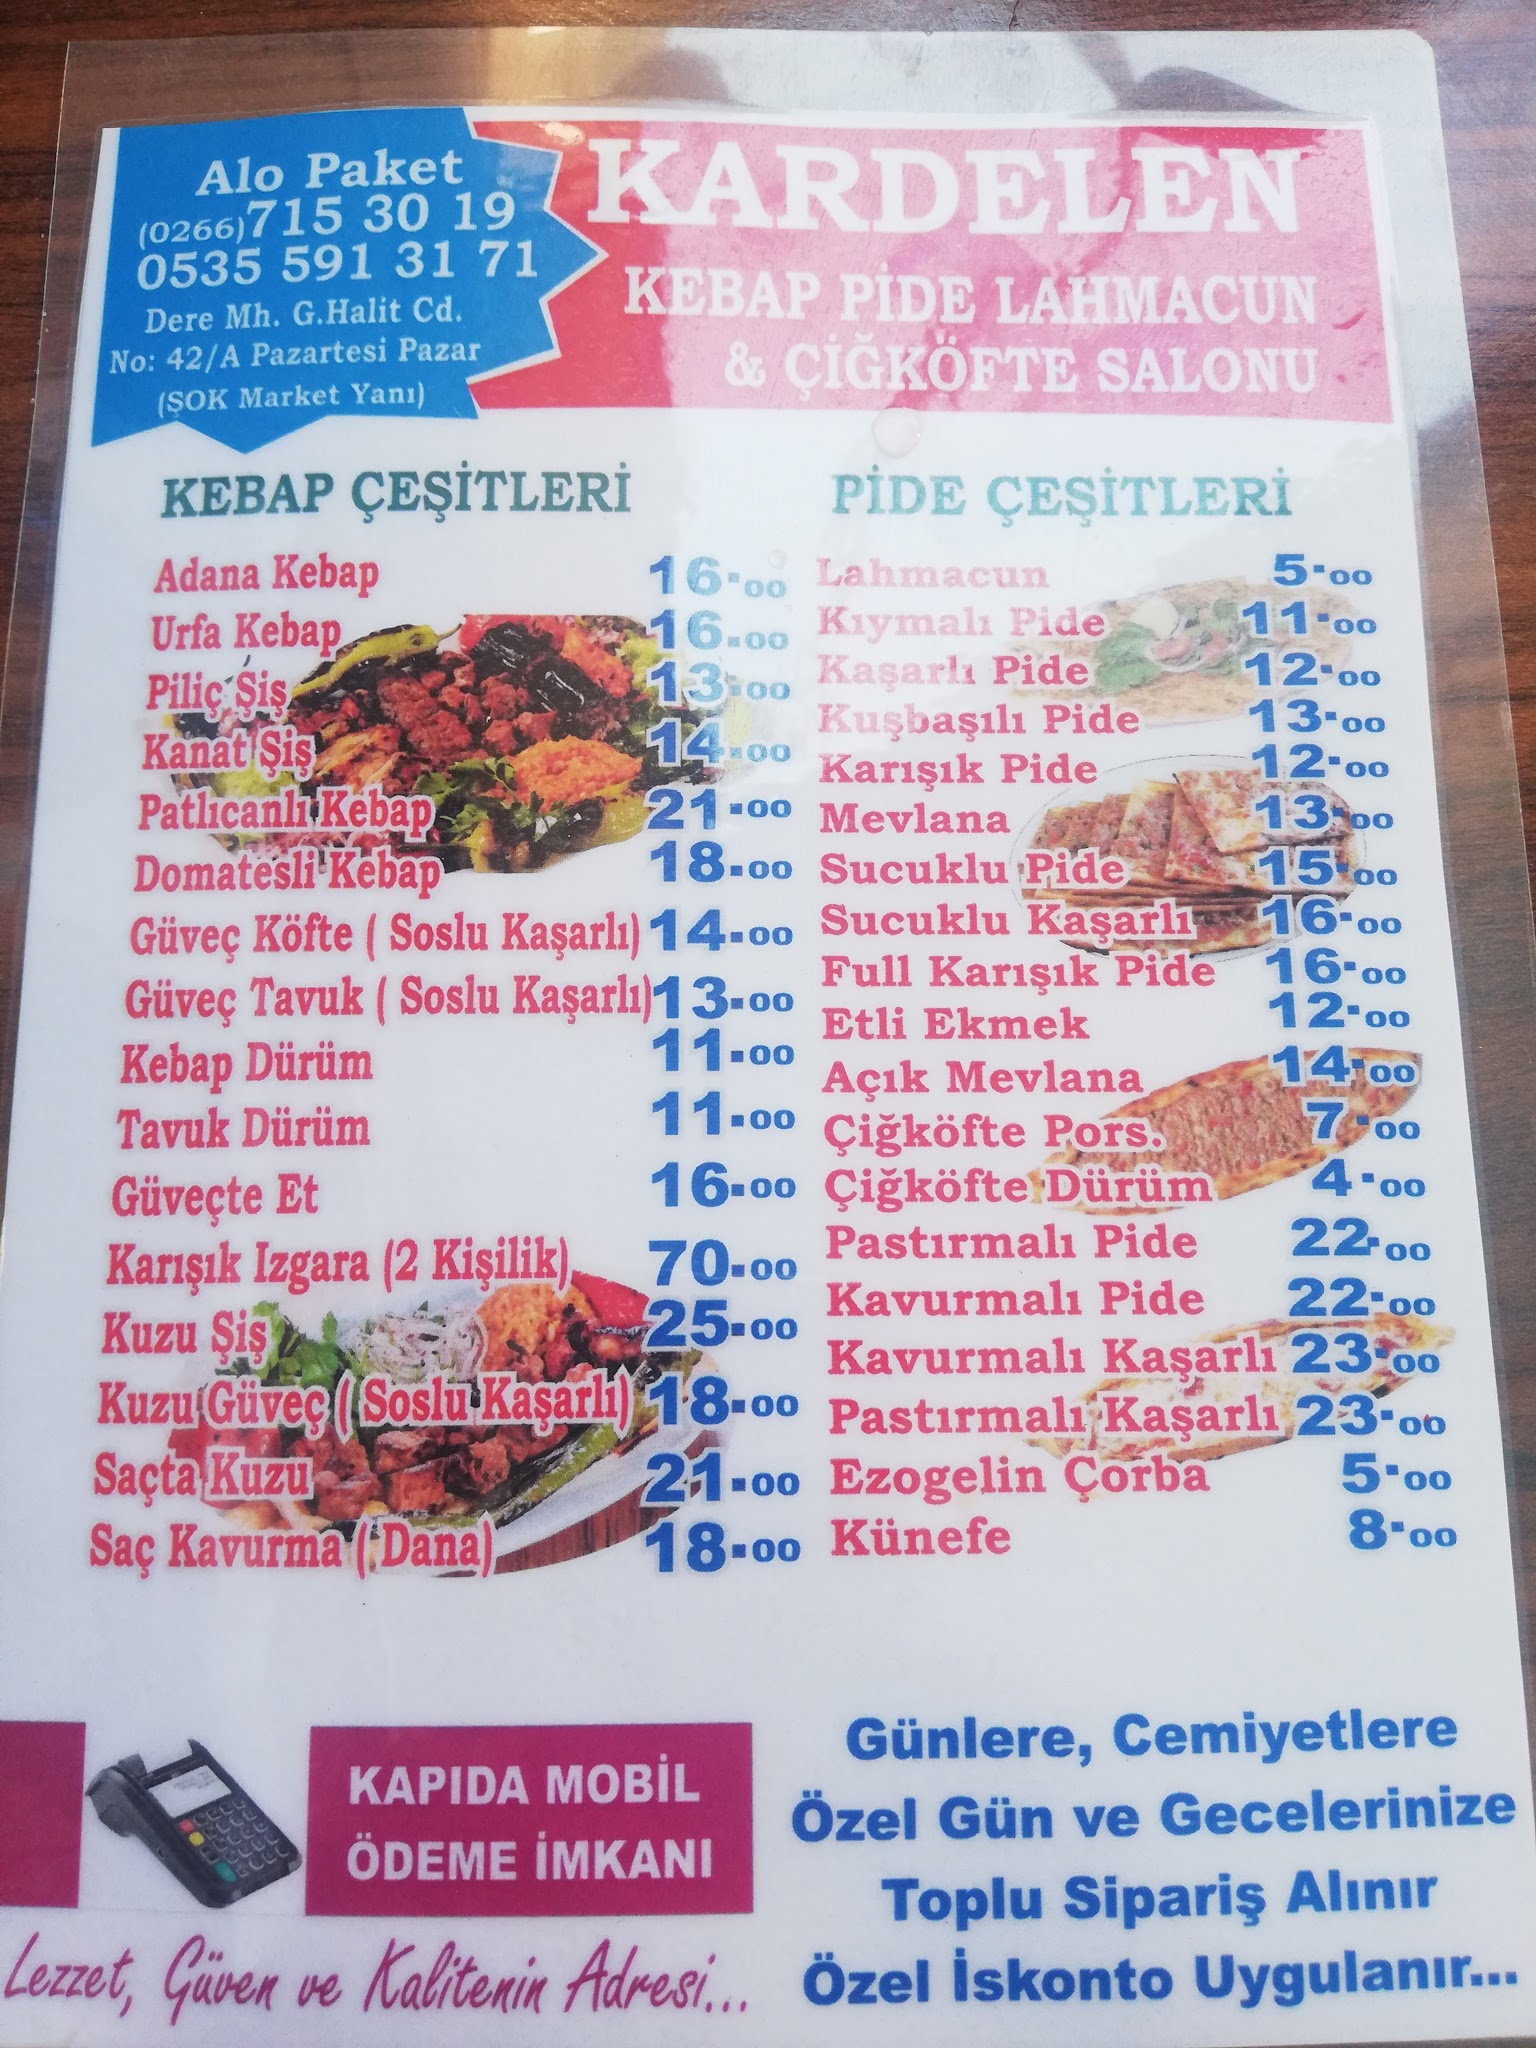 Alo Paket
(0266)715 30 19
0535 591 31 71
Dere Mh. G.Halit Cd.
No: 42/A Pazartesi Pazar
(ŞOK Market Yanı)
KARDELEN
KEBAP PİDE LAHMACUN
& ÇİĞKÖFTE SALONU
KEBAP ÇEŞİTLERİ
Adana Kebap 16.00
Urfa Kebap 16.00
Piliç Şiş 13.00
Kanat Şiş 14.00
Patlıcanlı Kebap 21.00
Domatesli Kebap 18.00
Güveç Köfte ( Soslu Kaşarlı) 14.00
Güveç Tavuk ( Soslu Kaşarlı) 13.00
Kebap Dürüm 11.00
Tavuk Dürüm 11.00
Güveçte Et 16.00
Karışık Izgara (2 Kişilik) 70.00
Kuzu Şiş 25.00
Kuzu Güveç ( Soslu Kaşarlı) 18.00
Saçta Kuzu 21.00
Saç Kavurma ( Dana) 18.00
PİDE ÇEŞİTLERİ
Lahmacun 5.00
Kıymalı Pide 11.00
Kaşarlı Pide 12.00
Kuşbaşılı Pide 13.00
Karışık Pide 12.00
Mevlana 13.00
Sucuklu Pide 15.00
Sucuklu Kaşarlı 16.00
Full Karışık Pide 16.00
Etli Ekmek 12.00
Açık Mevlana 14.00
Çiğköfte Pors. 7.00
Çiğköfte Dürüm 4.00
Pastırmalı Pide 22.00
Kavurmalı Pide 22.00
Kavurmalı Kaşarlı 23.00
Pastırmalı Kaşarlı 23.00
Ezogelin Çorba 5.00
Künefe 8.00
KAPIDA MOBİL
ÖDEME İMKANI
Lezzet, Güven ve Kalitenin Adresi...
Günlere, Cemiyetlere
Özel Gün ve Gecelerinize
Toplu Sipariş Alınır
Özel İskonto Uygulanır...